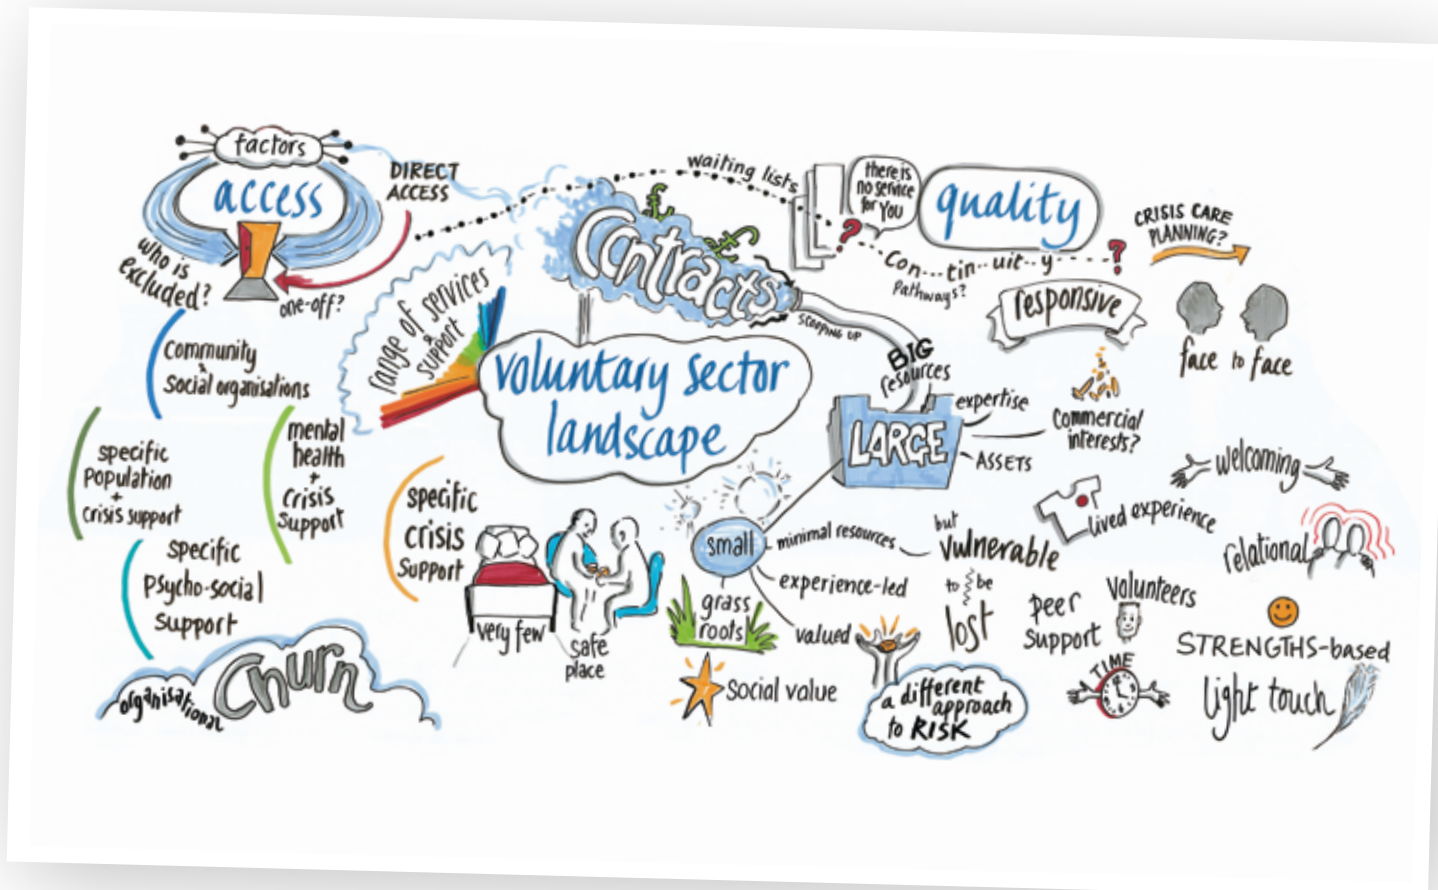 factors
access
DIRECT
ACCESS
who is
excluded?
one-off?
Community
&
Social organisations
specific
population
+
crisis support
mental
health
+
Crisis
Support
specific
psycho-social
support
organisational
Churn
range of services
&
support
specific
crisis
support
very few
safe
place
voluntary sector
landscape
££
Contracts
waiting lists
there is
no service
for you
?
quality
Con...tin..uit..y
?
Pathways?
CRISIS CARE
PLANNING?
SCOOPING UP
BIG
resources
LARGE
expertise
ASSETS
Commercial
interests?
responsive
face to face
small
minimal resources
but
vulnerable
to be
lost
experience-led
valued
grass
roots
Social value
a different
approach
to RISK
welcoming
lived experience
relational
peer
support
Volunteers
TIME
STRENGTHS-based
light touch